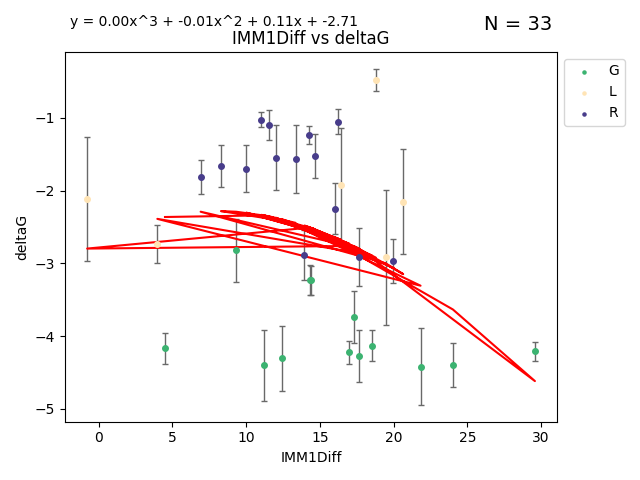 y = 0.00x^3 + -0.01x^2 + 0.11x + -2.71
N = 33
IMM1Diff vs deltaG
G
L
R
−1
−2
−3
−4
−5
deltaG
0 5 10 15 20 25 30
IMM1Diff